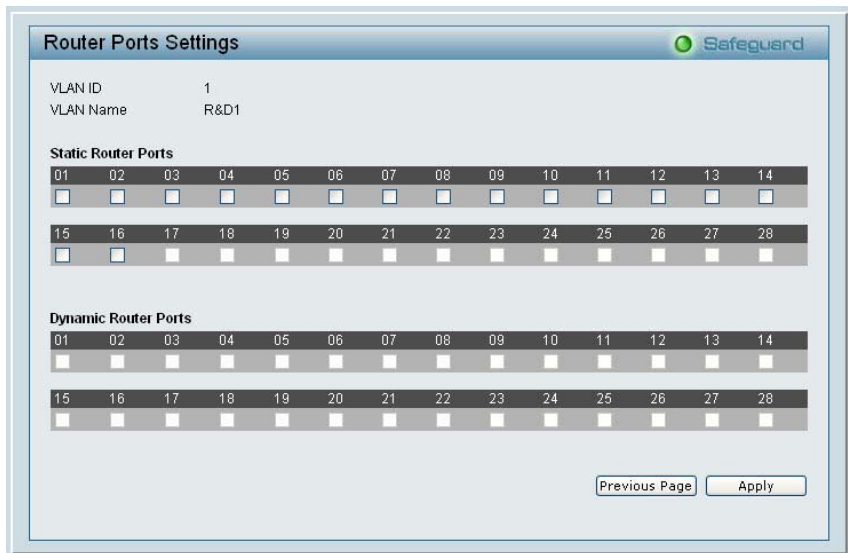 Router Ports Settings
Safeguard
VLAN ID 1
VLAN Name R&D1
Static Router Ports
01 02 03 04 05 06 07 08 09 10 11 12 13 14
15 16 17 18 19 20 21 22 23 24 25 26 27 28
Dynamic Router Ports
01 02 03 04 05 06 07 08 09 10 11 12 13 14
15 16 17 18 19 20 21 22 23 24 25 26 27 28
Previous Page Apply